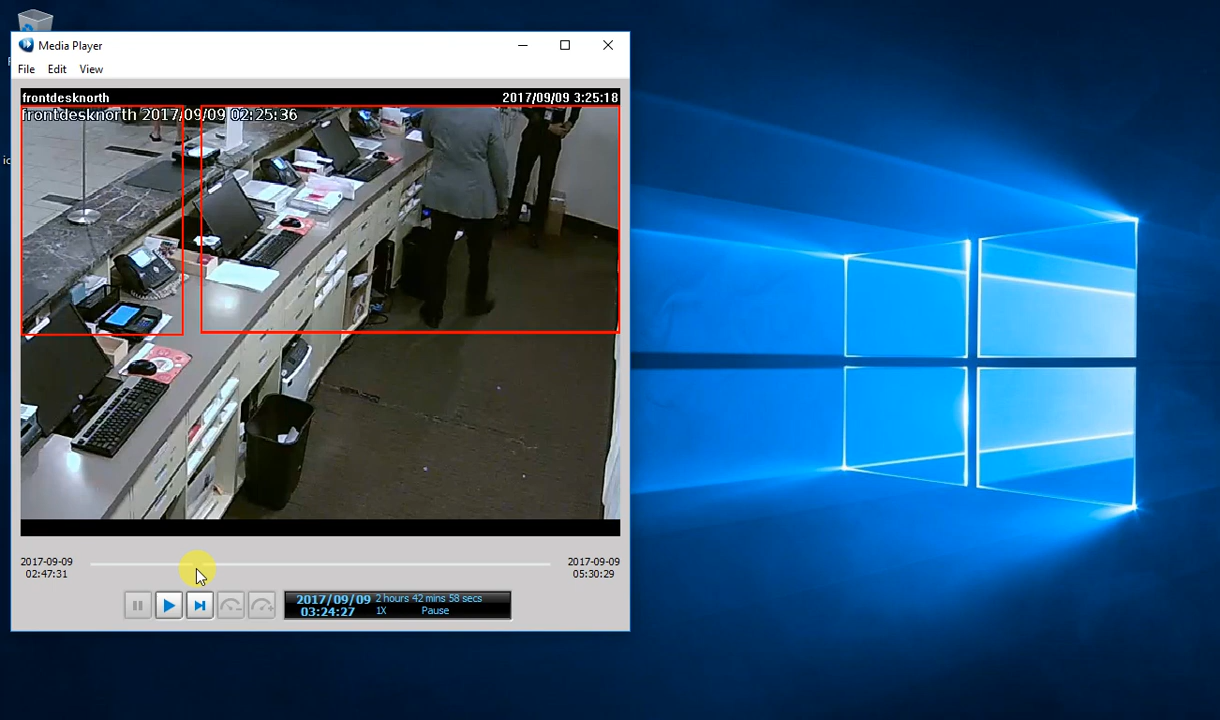 Media Player
File Edit View
frontdesknorth 2017/09/09 3:25:18
frontdesknorth 2017/09/09 02:25:36
2017-09-09
02:47:31
2017-09-09
05:30:29
2017/09/09 2 hours 42 mins 58 secs
03:24:27 1X Pause